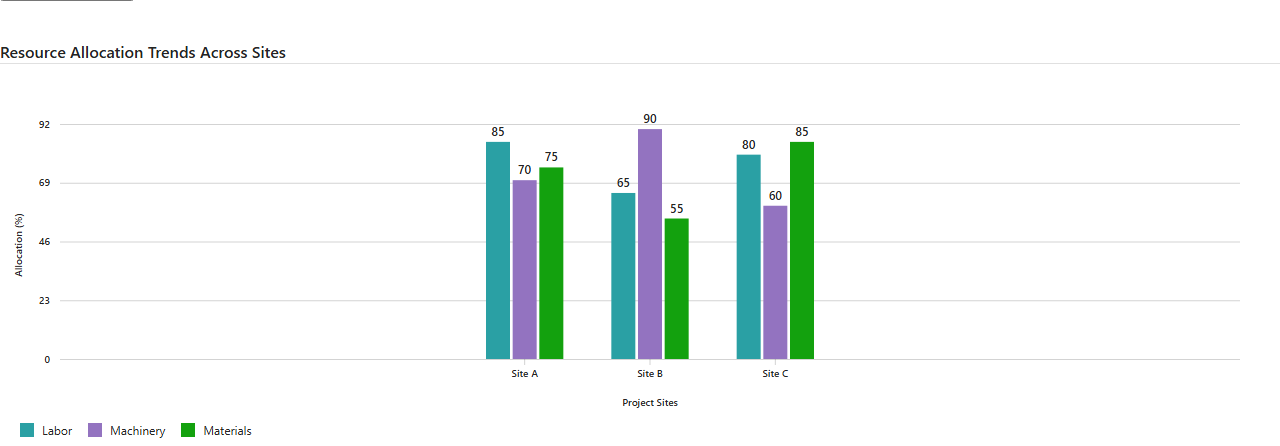 Resource Allocation Trends Across Sites
92
69
46
23
0
Allocation (%)
85
70
75
65
90
55
80
60
85
Site A
Site B
Site C
Project Sites
Labor
Machinery
Materials